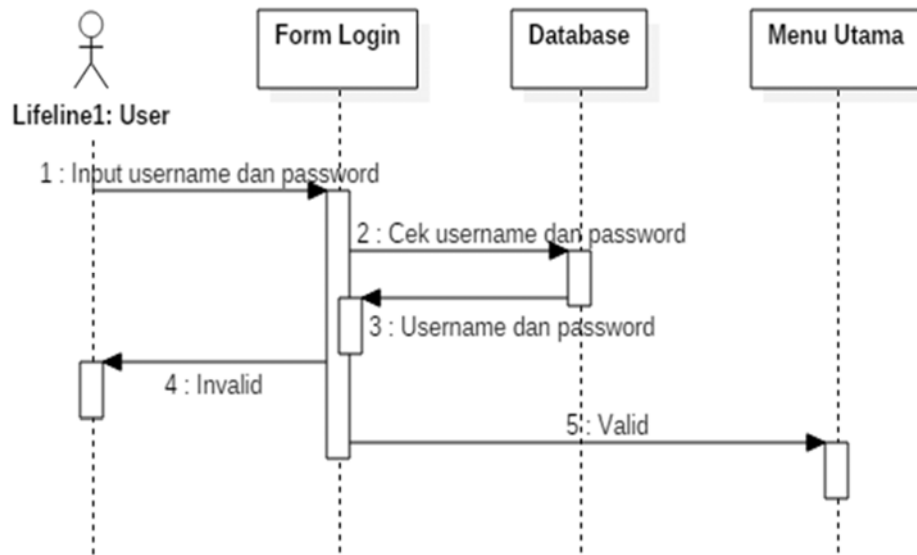 Form Login
Database
Menu Utama
Lifeline1: User
1 : Input username dan password
2 : Cek username dan password
3 : Username dan password
4 : Invalid
5 : Valid